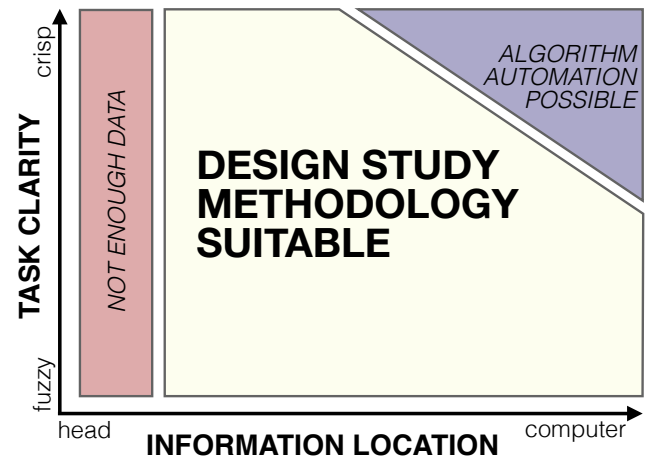 crisp
TASK CLARITY
fuzzy
NOT ENOUGH DATA
DESIGN STUDY
METHODOLOGY
SUITABLE
ALGORITHM
AUTOMATION
POSSIBLE
head
INFORMATION LOCATION
computer